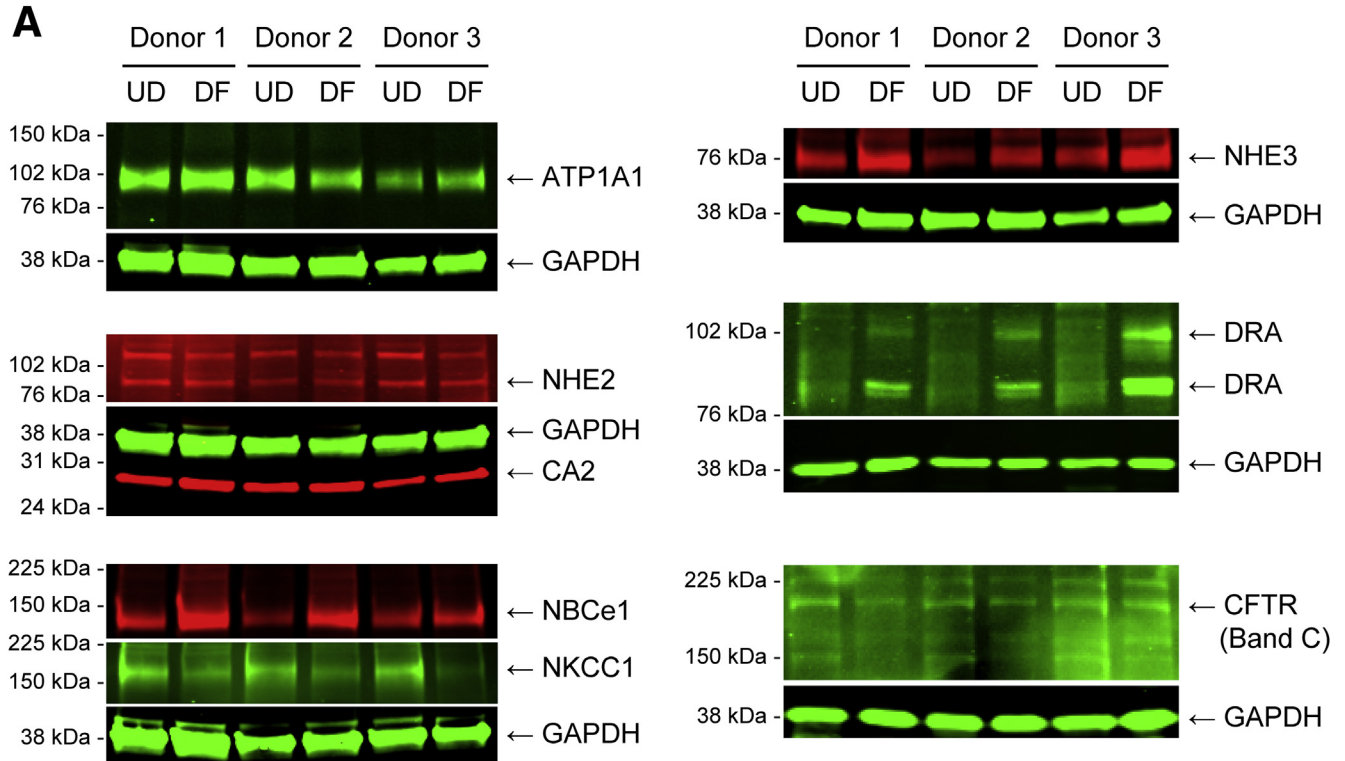 A
Donor 1 Donor 2 Donor 3
UD DF UD DF UD DF
150 kDa -
102 kDa - ← ATP1A1
76 kDa -
38 kDa - ← GAPDH
102 kDa -
76 kDa - ← NHE2
38 kDa - ← GAPDH
31 kDa -
← CA2
24 kDa -
225 kDa -
150 kDa - ← NBCe1
225 kDa -
150 kDa - ← NKCC1
38 kDa - ← GAPDH
Donor 1 Donor 2 Donor 3
UD DF UD DF UD DF
76 kDa - ← NHE3
38 kDa - ← GAPDH
102 kDa - ← DRA
← DRA
76 kDa -
38 kDa - ← GAPDH
225 kDa -
← CFTR
(Band C)
150 kDa -
38 kDa - ← GAPDH